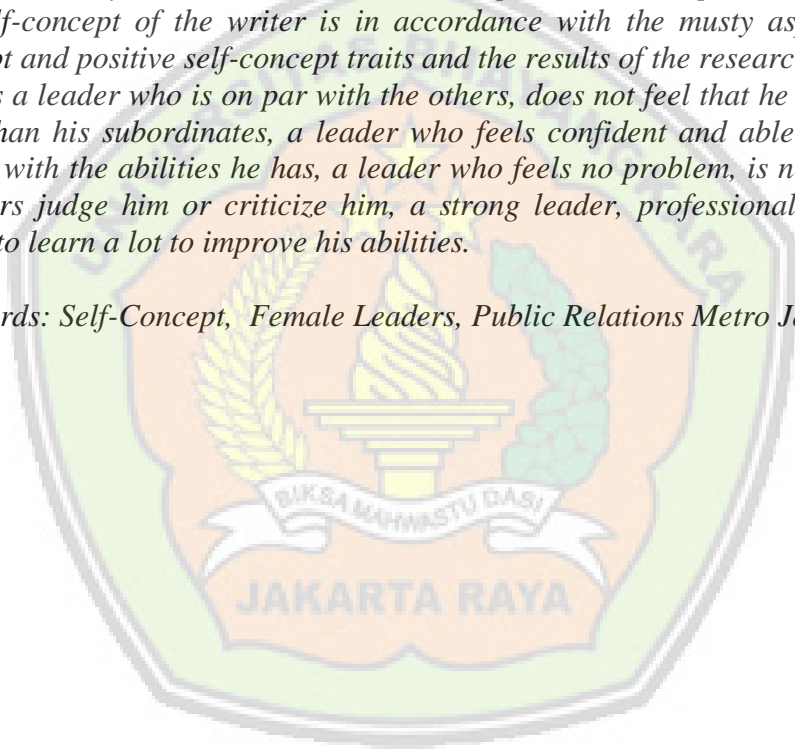 lf-concept of the writer is in accordance with the musty as
pt and positive self-concept traits and the results of the researc
s a leader who is on par with the others, does not feel that he
han his subordinates, a leader who feels confident and able
with the abilities he has, a leader who feels no problem, is n
rs judge him or criticize him, a strong leader, professional
to learn a lot to improve his abilities.
rds: Self-Concept, Female Leaders, Public Relations Metro Ja
UNIVERSITAS BHAYANGKARA
BIKSA MAHWASTU DASI
JAKARTA RAYA